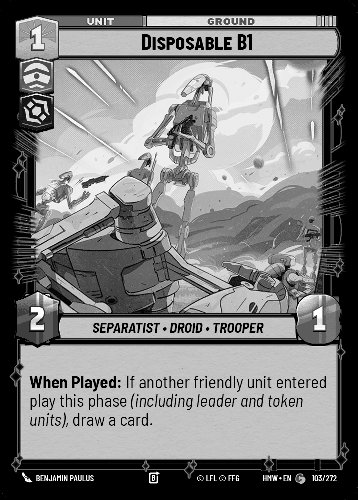 UNIT GROUND
1 DISPOSABLE B1
2 SEPARATIST • DROID • TROOPER 1
When Played: If another friendly unit entered
play this phase (including leader and token
units), draw a card.
BENJAMIN PAULUS B © LFL © FFG HMW • EN C 103/272